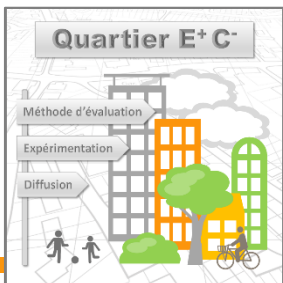 Quartier E⁺ C⁻
Méthode d'évaluation
Expérimentation
Diffusion